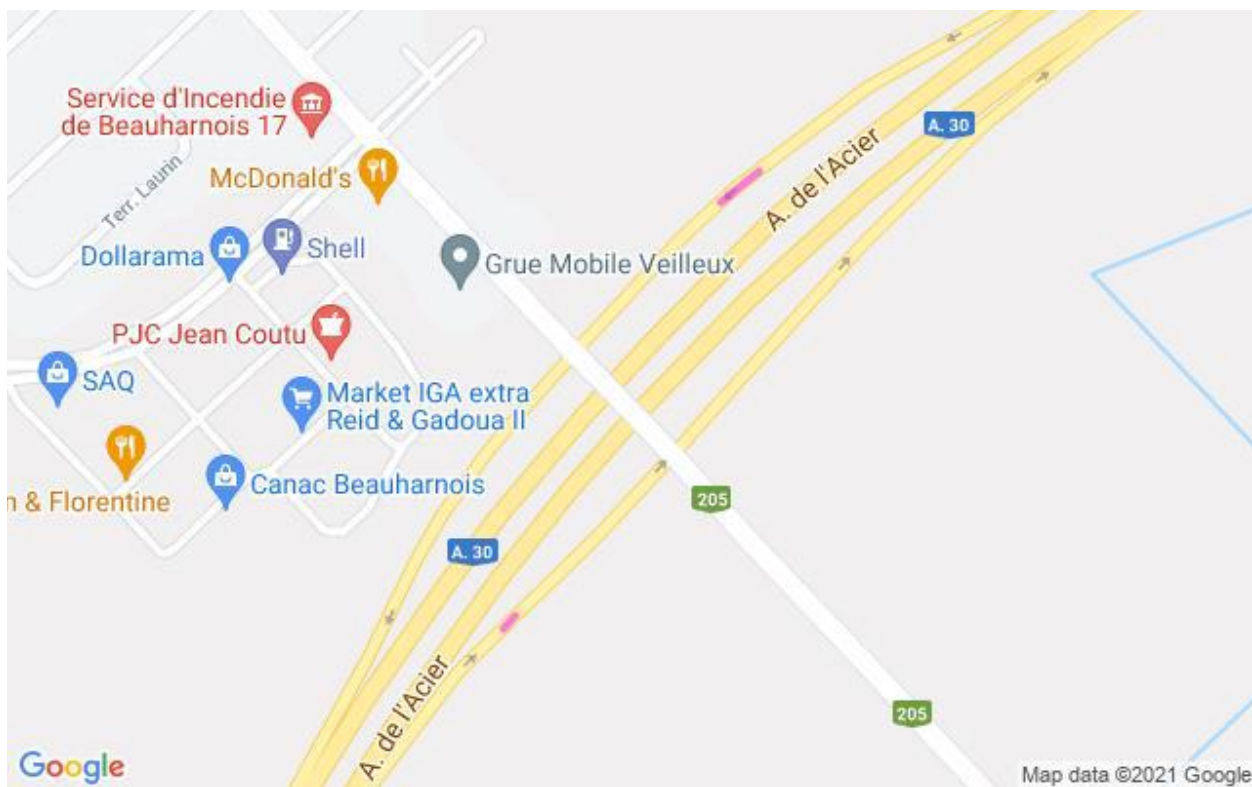 Service d'Incendie
de Beauharnois 17
A. 30
A. de l'Acier
Terr. Laurin
McDonald's
Dollarama
Shell
Grue Mobile Veilleux
PJC Jean Coutu
SAQ
Market IGA extra
Reid & Gadoua II
Canac Beauharnois
n & Florentine
205
A. 30
A. de l'Acier
205
Google
Map data ©2021 Google